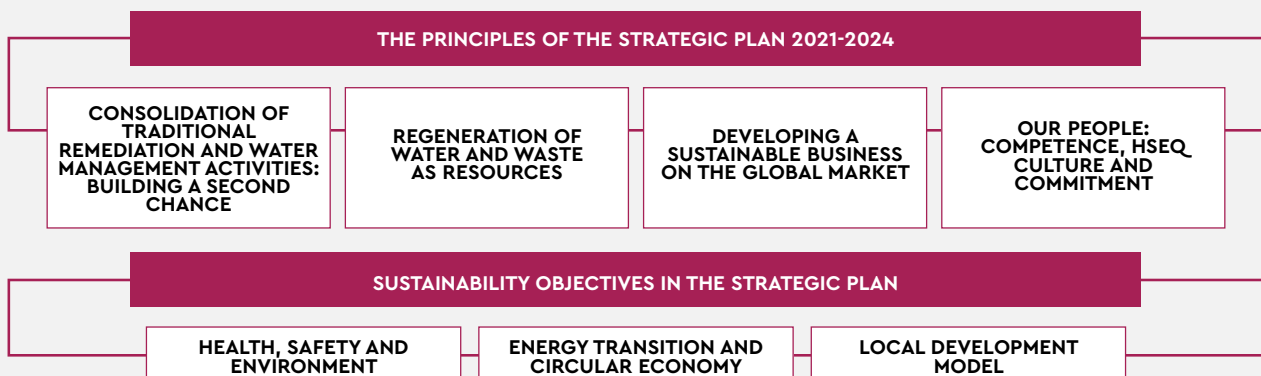 THE PRINCIPLES OF THE STRATEGIC PLAN 2021-2024
CONSOLIDATION OF
TRADITIONAL
REMEDIATION AND WATER
MANAGEMENT ACTIVITIES:
BUILDING A SECOND
CHANCE
REGENERATION OF
WATER AND WASTE
AS RESOURCES
DEVELOPING A
SUSTAINABLE BUSINESS
ON THE GLOBAL MARKET
OUR PEOPLE:
COMPETENCE, HSEQ
CULTURE AND
COMMITMENT
SUSTAINABILITY OBJECTIVES IN THE STRATEGIC PLAN
HEALTH, SAFETY AND
ENVIRONMENT
ENERGY TRANSITION AND
CIRCULAR ECONOMY
LOCAL DEVELOPMENT
MODEL